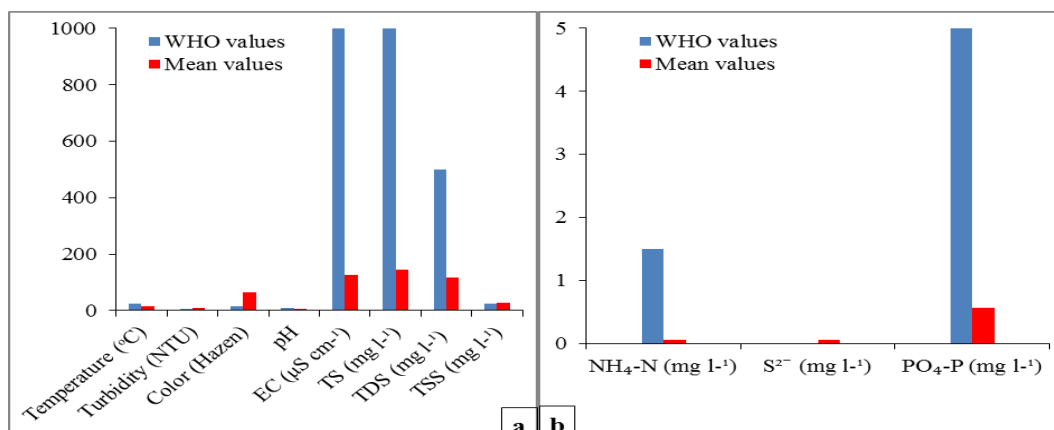 1000
800
600
400
200
0
WHO values
Mean values
Temperature (°C)
Turbidity (NTU)
Color (Hazen)
pH
EC (µS cm-¹)
TS (mg l-¹)
TDS (mg l-¹)
TSS (mg l-¹)
a
5
4
3
2
1
0
WHO values
Mean values
NH₄-N (mg l-¹)
S²⁻ (mg l-¹)
PO₄-P (mg l-¹)
b